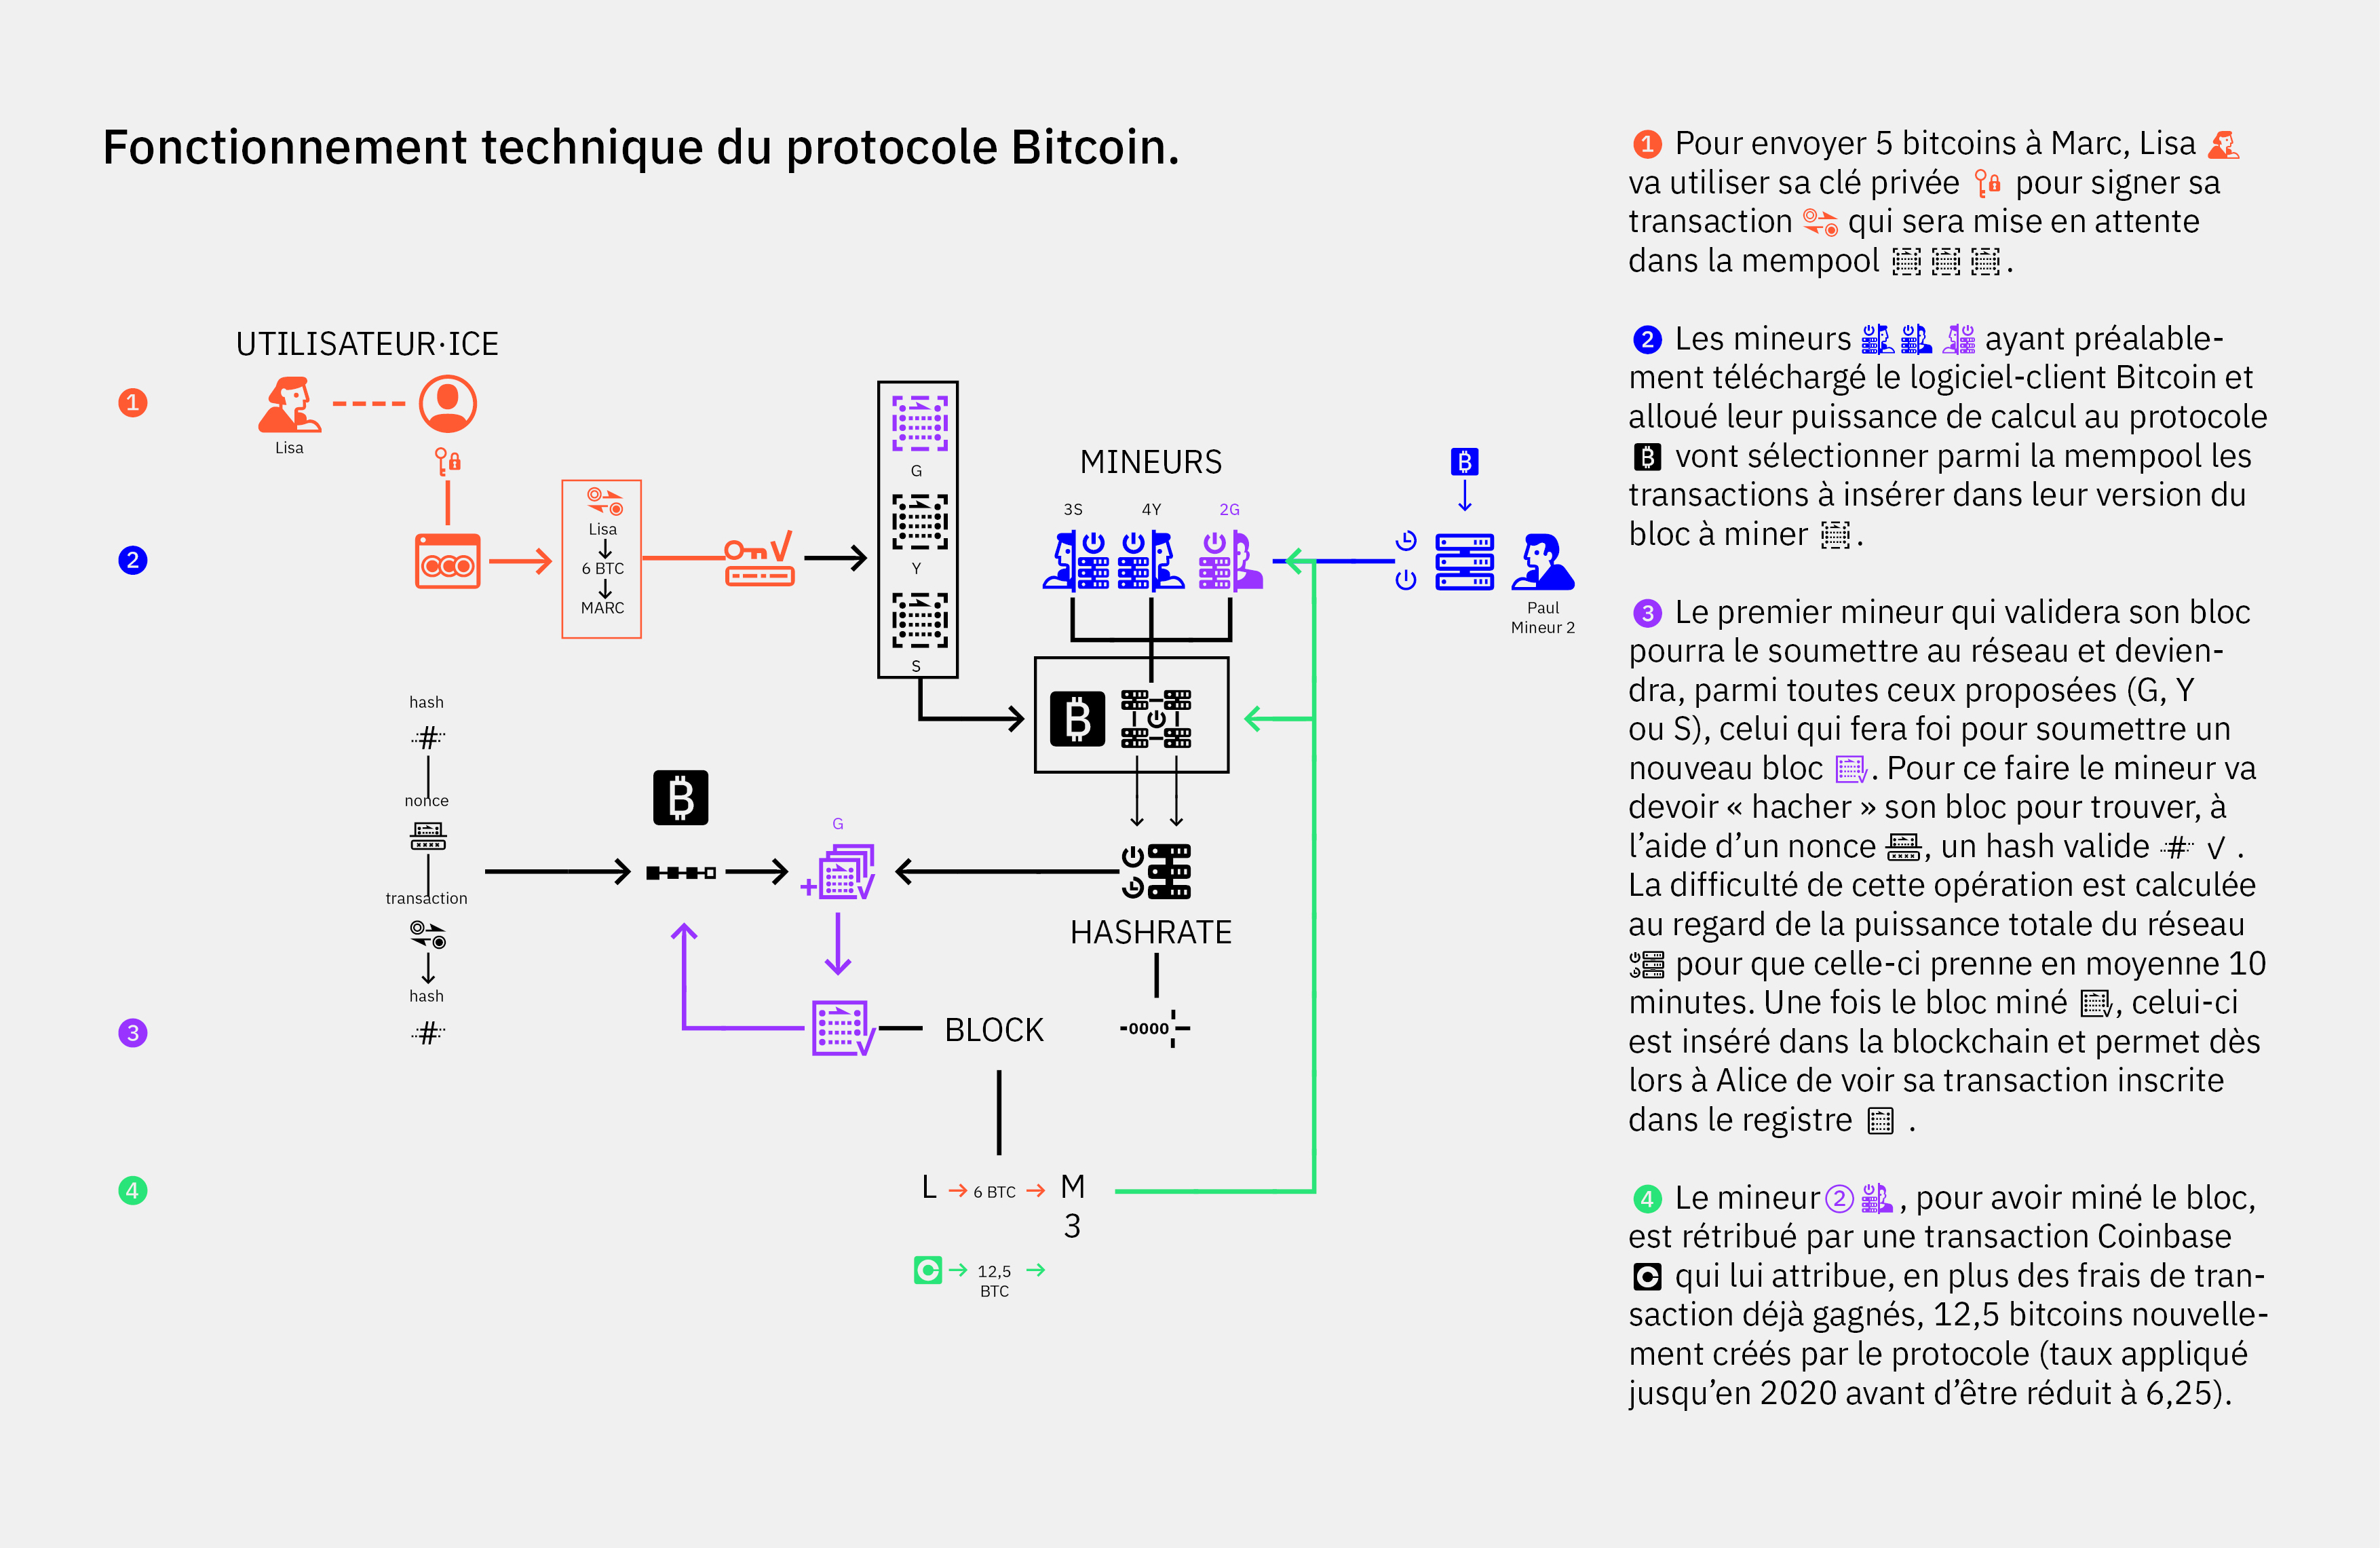 Fonctionnement technique du protocole Bitcoin.
UTILISATEUR·ICE
1
Lisa
2
Lisa
6 BTC
MARC
G
Y
S
MINEURS
3S
4Y
2G
Paul
Mineur 2
hash
#
nonce
transaction
hash
#
3
G
HASHRATE
-0000-
BLOCK
4
L
6 BTC
M
3
12,5
BTC
1 Pour envoyer 5 bitcoins à Marc, Lisa
va utiliser sa clé privée pour signer sa
transaction qui sera mise en attente
dans la mempool .
2 Les mineurs ayant préalable-
ment téléchargé le logiciel-client Bitcoin et
alloué leur puissance de calcul au protocole
vont sélectionner parmi la mempool les
transactions à insérer dans leur version du
bloc à miner .
3 Le premier mineur qui validera son bloc
pourra le soumettre au réseau et devien-
dra, parmi toutes ceux proposées (G, Y
ou S), celui qui fera foi pour soumettre un
nouveau bloc . Pour ce faire le mineur va
devoir « hacher » son bloc pour trouver, à
l’aide d’un nonce , un hash valide # √ .
La difficulté de cette opération est calculée
au regard de la puissance totale du réseau
pour que celle-ci prenne en moyenne 10
minutes. Une fois le bloc miné , celui-ci
est inséré dans la blockchain et permet dès
lors à Alice de voir sa transaction inscrite
dans le registre .
4 Le mineur 2 , pour avoir miné le bloc,
est rétribué par une transaction Coinbase
qui lui attribue, en plus des frais de tran-
saction déjà gagnés, 12,5 bitcoins nouvelle-
ment créés par le protocole (taux appliqué
jusqu’en 2020 avant d’être réduit à 6,25).